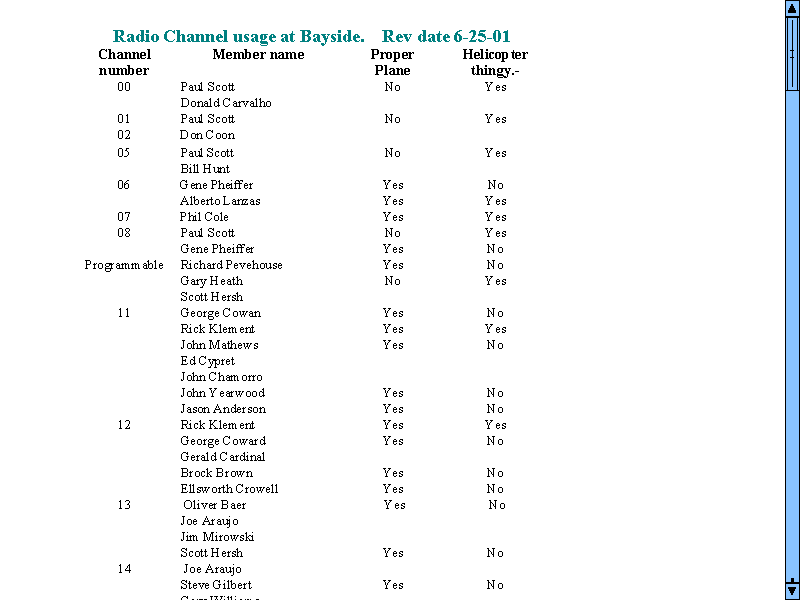 Radio Channel usage at Bayside. Rev date 6-25-01
Channel number Member name Proper Plane Helicopter thingy.-
00 Paul Scott No Yes
Donald Carvalho
01 Paul Scott No Yes
02 Don Coon
05 Paul Scott No Yes
Bill Hunt
06 Gene Pheiffer Yes No
Alberto Lanzas Yes Yes
07 Phil Cole Yes Yes
08 Paul Scott No Yes
Gene Pheiffer Yes No
Programmable Richard Pevehouse Yes No
Gary Heath No Yes
Scott Hersh
11 George Cowan Yes No
Rick Klement Yes Yes
John Mathews Yes No
Ed Cypret
John Chamorro
John Yearwood Yes No
Jason Anderson Yes No
12 Rick Klement Yes Yes
George Coward Yes No
Gerald Cardinal
Brock Brown Yes No
Ellsworth Crowell Yes No
13 Oliver Baer Yes No
Joe Araujo
Jim Mirowski
Scott Hersh Yes No
14 Joe Araujo
Steve Gilbert Yes No